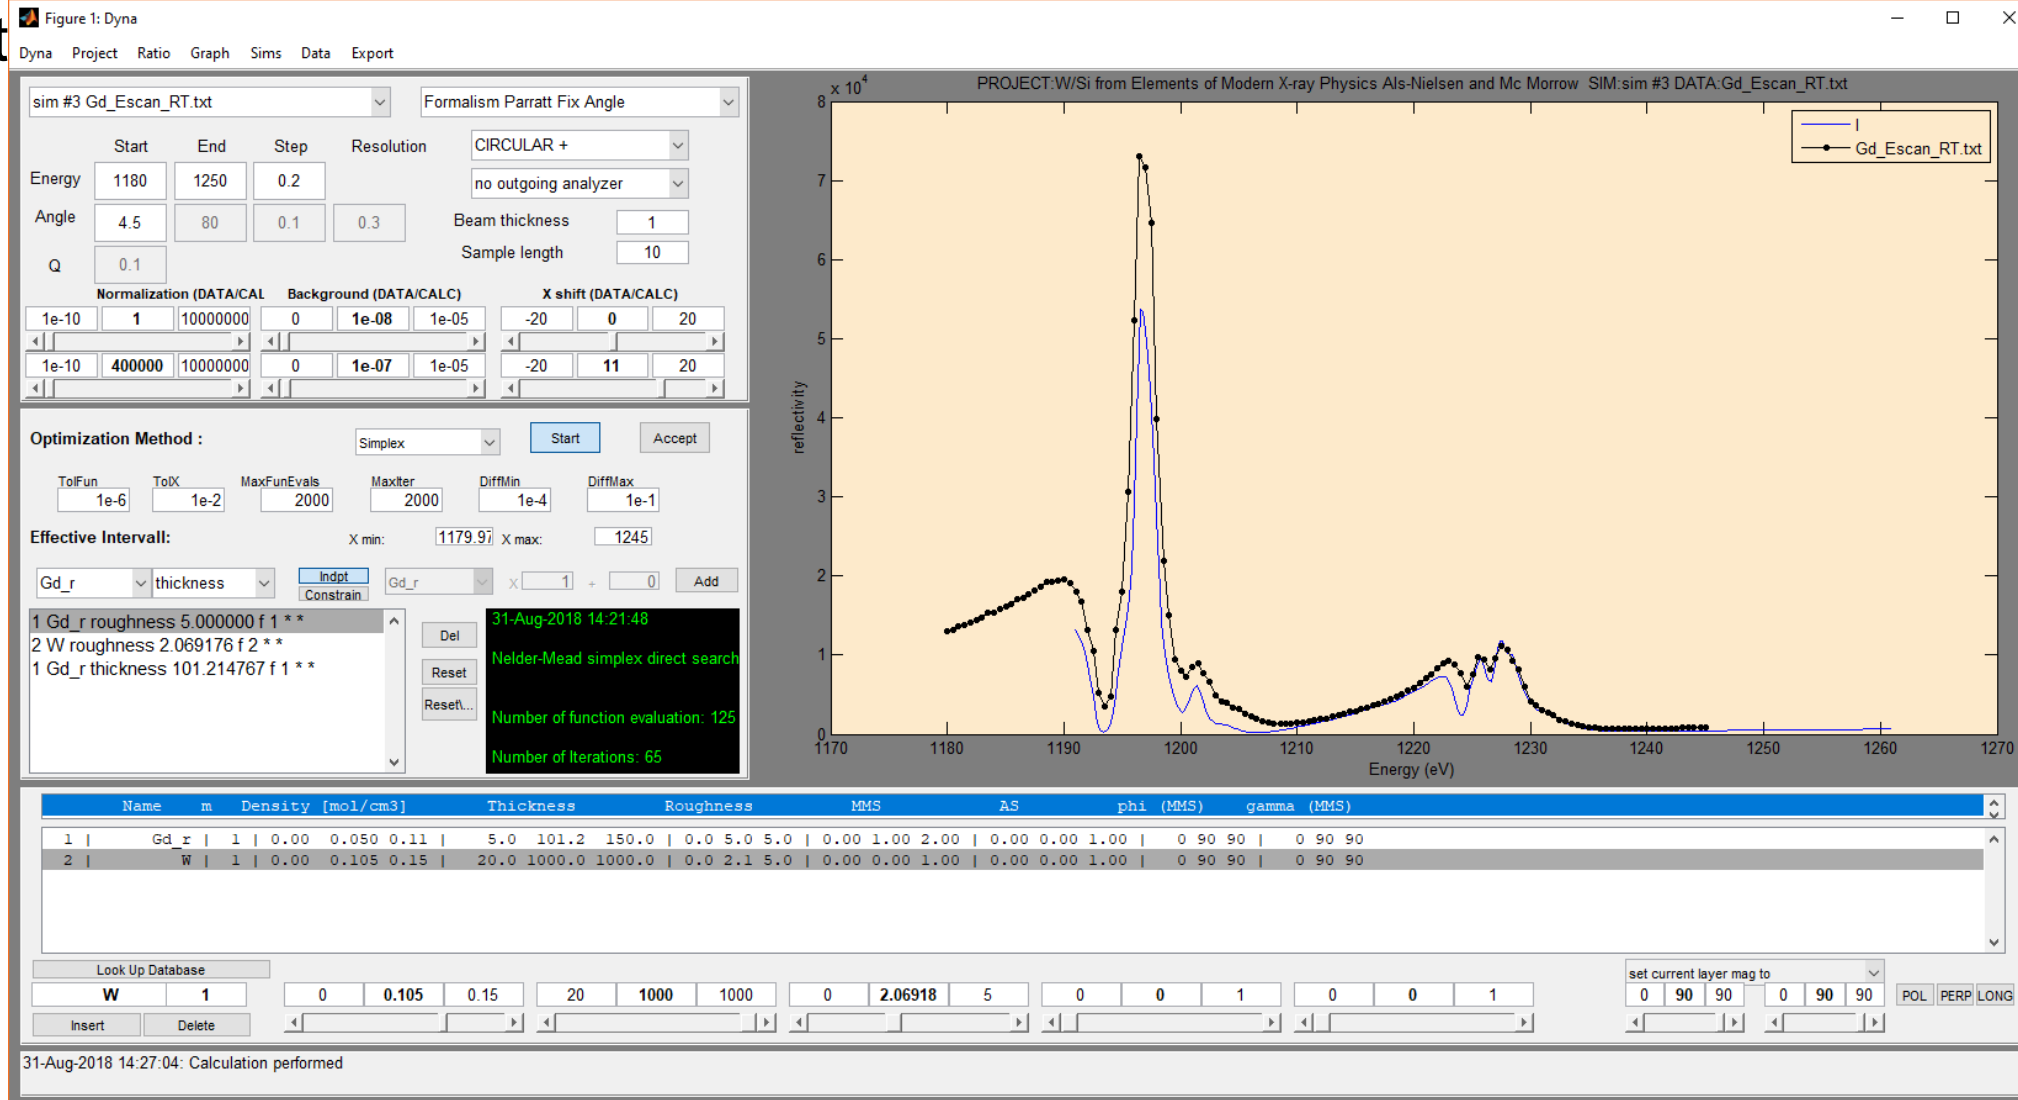 t
Figure 1: Dyna
Dyna Project Ratio Graph Sims Data Export
sim #3 Gd_Escan_RT.txt
Formalism Parratt Fix Angle
Start End Step Resolution
CIRCULAR +
Energy 1180 1250 0.2
no outgoing analyzer
Angle 4.5 80 0.1 0.3
Beam thickness 1
Sample length 10
Q 0.1
Normalization (DATA/CAL Background (DATA/CALC) X shift (DATA/CALC)
1e-10 1 10000000 0 1e-08 1e-05 -20 0 20
1e-10 400000 10000000 0 1e-07 1e-05 -20 11 20
Optimization Method : Simplex Start Accept
TolFun TolX MaxFunEvals MaxIter DiffMin DiffMax
1e-6 1e-2 2000 2000 1e-4 1e-1
Effective Intervall: X min: 1179.97 X max: 1245
Gd_r thickness Indpt Gd_r X 1 + 0 Add
Constrain
1 Gd_r roughness 5.000000 f 1 * *
2 W roughness 2.069176 f 2 * *
1 Gd_r thickness 101.214767 f 1 * *
Del
Reset
Reset\...
31-Aug-2018 14:21:48
Nelder-Mead simplex direct search
Number of function evaluation: 125
Number of Iterations: 65
PROJECT:W/Si from Elements of Modern X-ray Physics Als-Nielsen and Mc Morrow SIM:sim #3 DATA:Gd_Escan_RT.txt
x 10^4
I
Gd_Escan_RT.txt
8
7
6
5
4
3
2
1
0
reflectivity
1170 1180 1190 1200 1210 1220 1230 1240 1250 1260 1270
Energy (eV)
Name m Density [mol/cm3] Thickness Roughness MMS AS phi (MMS) gamma (MMS)
1 | Gd_r | 1 | 0.00 0.050 0.11 | 5.0 101.2 150.0 | 0.0 5.0 5.0 | 0.00 1.00 2.00 | 0.00 0.00 1.00 | 0 90 90 | 0 90 90
2 | W | 1 | 0.00 0.105 0.15 | 20.0 1000.0 1000.0 | 0.0 2.1 5.0 | 0.00 0.00 1.00 | 0.00 0.00 1.00 | 0 90 90 | 0 90 90
Look Up Database
set current layer mag to
W 1 0 0.105 0.15 20 1000 1000 0 2.06918 5 0 0 1 0 0 1 0 90 90 0 90 90 POL PERP LONG
Insert Delete
31-Aug-2018 14:27:04: Calculation performed